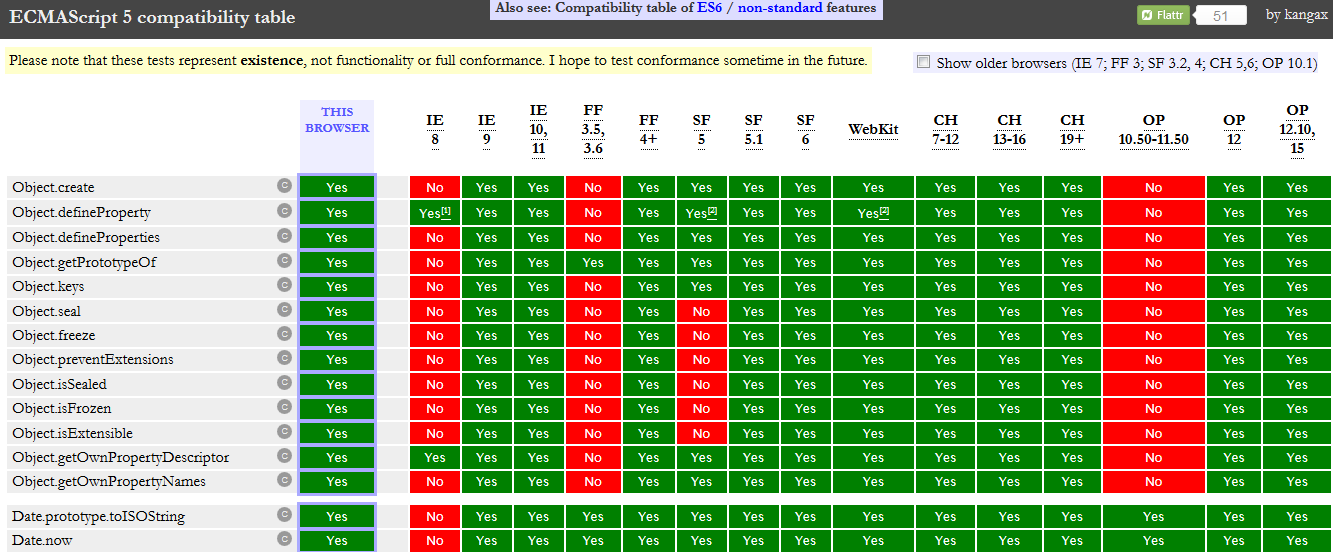 ECMAScript 5 compatibility table
Also see: Compatibility table of ES6 / non-standard features
Flattr 51 by kangax
Please note that these tests represent existence, not functionality or full conformance. I hope to test conformance sometime in the future.
Show older browsers (IE 7; FF 3; SF 3.2, 4; CH 5,6; OP 10.1)
THIS BROWSER IE 8 IE 9 IE 10, 11 FF 3.5, 3.6 FF 4+ SF 5 SF 5.1 SF 6 WebKit CH 7-12 CH 13-16 CH 19+ OP 10.50-11.50 OP 12 OP 12.10, 15
Object.create C Yes No Yes Yes No Yes Yes Yes Yes Yes Yes Yes Yes No Yes Yes
Object.defineProperty C Yes Yes[1] Yes Yes No Yes Yes[2] Yes Yes Yes[2] Yes Yes Yes No Yes Yes
Object.defineProperties C Yes No Yes Yes No Yes Yes Yes Yes Yes Yes Yes Yes No Yes Yes
Object.getPrototypeOf C Yes No Yes Yes Yes Yes Yes Yes Yes Yes Yes Yes Yes No Yes Yes
Object.keys C Yes No Yes Yes No Yes Yes Yes Yes Yes Yes Yes Yes No Yes Yes
Object.seal C Yes No Yes Yes No Yes No Yes Yes Yes Yes Yes Yes No Yes Yes
Object.freeze C Yes No Yes Yes No Yes No Yes Yes Yes Yes Yes Yes No Yes Yes
Object.preventExtensions C Yes No Yes Yes No Yes No Yes Yes Yes Yes Yes Yes No Yes Yes
Object.isSealed C Yes No Yes Yes No Yes No Yes Yes Yes Yes Yes Yes No Yes Yes
Object.isFrozen C Yes No Yes Yes No Yes No Yes Yes Yes Yes Yes Yes No Yes Yes
Object.isExtensible C Yes No Yes Yes No Yes No Yes Yes Yes Yes Yes Yes No Yes Yes
Object.getOwnPropertyDescriptor C Yes Yes Yes Yes No Yes Yes Yes Yes Yes Yes Yes Yes No Yes Yes
Object.getOwnPropertyNames C Yes No Yes Yes No Yes Yes Yes Yes Yes Yes Yes Yes No Yes Yes
Date.prototype.toISOString C Yes No Yes Yes Yes Yes Yes Yes Yes Yes Yes Yes Yes Yes Yes Yes
Date.now C Yes No Yes Yes Yes Yes Yes Yes Yes Yes Yes Yes Yes Yes Yes Yes